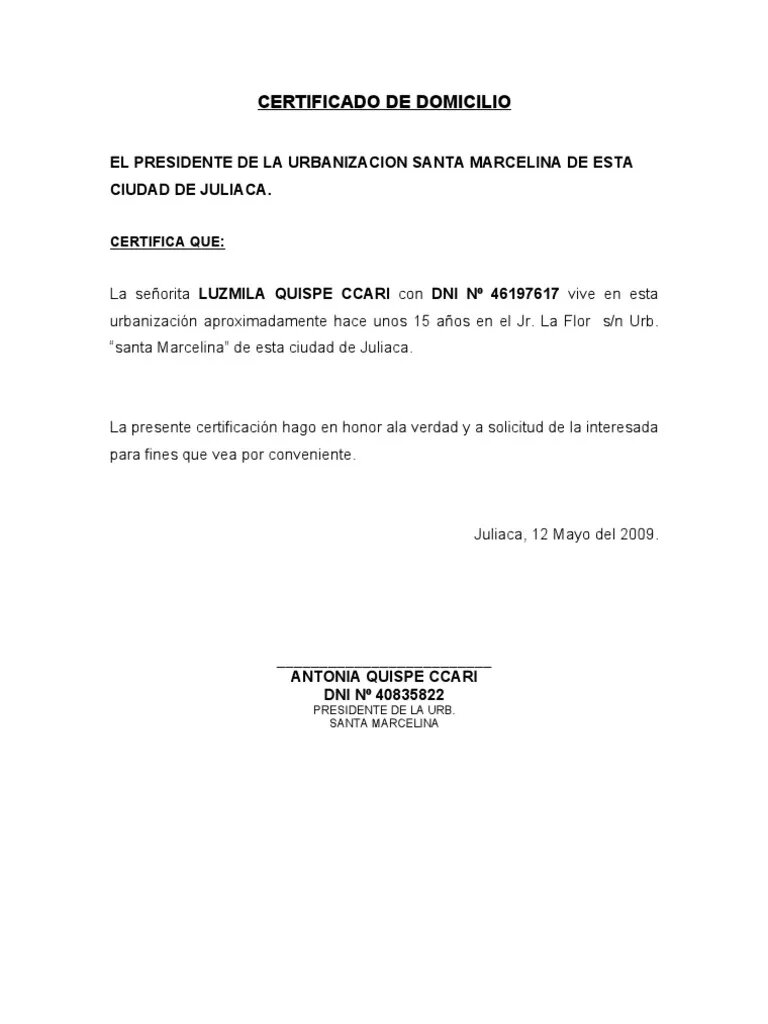 CERTIFICADO DE DOMICILIO
EL PRESIDENTE DE LA URBANIZACION SANTA MARCELINA DE ESTA
CIUDAD DE JULIACA.
CERTIFICA QUE:
La señorita LUZMILA QUISPE CCARI con DNI Nº 46197617 vive en esta
urbanización aproximadamente hace unos 15 años en el Jr. La Flor  s/n Urb.
“santa Marcelina” de esta ciudad de Juliaca.
La presente certificación hago en honor ala verdad y a solicitud de la interesada
para fines que vea por conveniente.
Juliaca, 12 Mayo del 2009.
__________________________
ANTONIA QUISPE CCARI
DNI Nº 40835822
PRESIDENTE DE LA URB.
SANTA MARCELINA